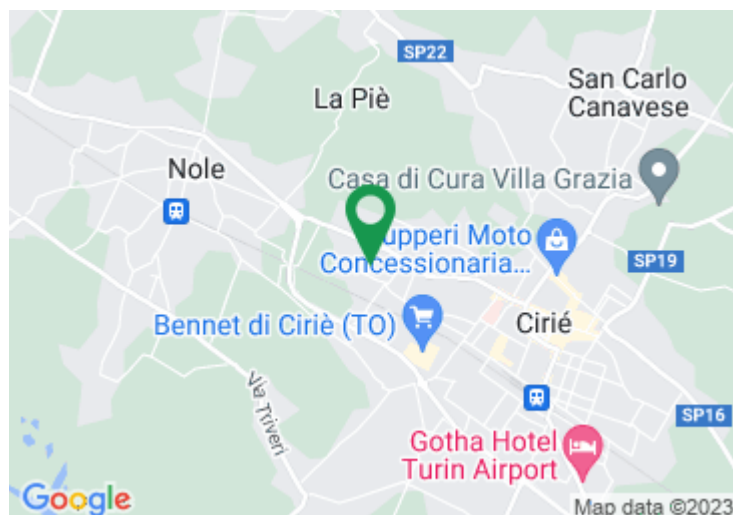 SP22
La Piè
San Carlo
Canavese
Nole
Casa di Cura Villa Grazia
upperi Moto
Concessionaria...
SP19
Bennet di Ciriè (TO)
Cirié
Via Triveri
SP16
Gotha Hotel
Turin Airport
Google
Map data ©2023